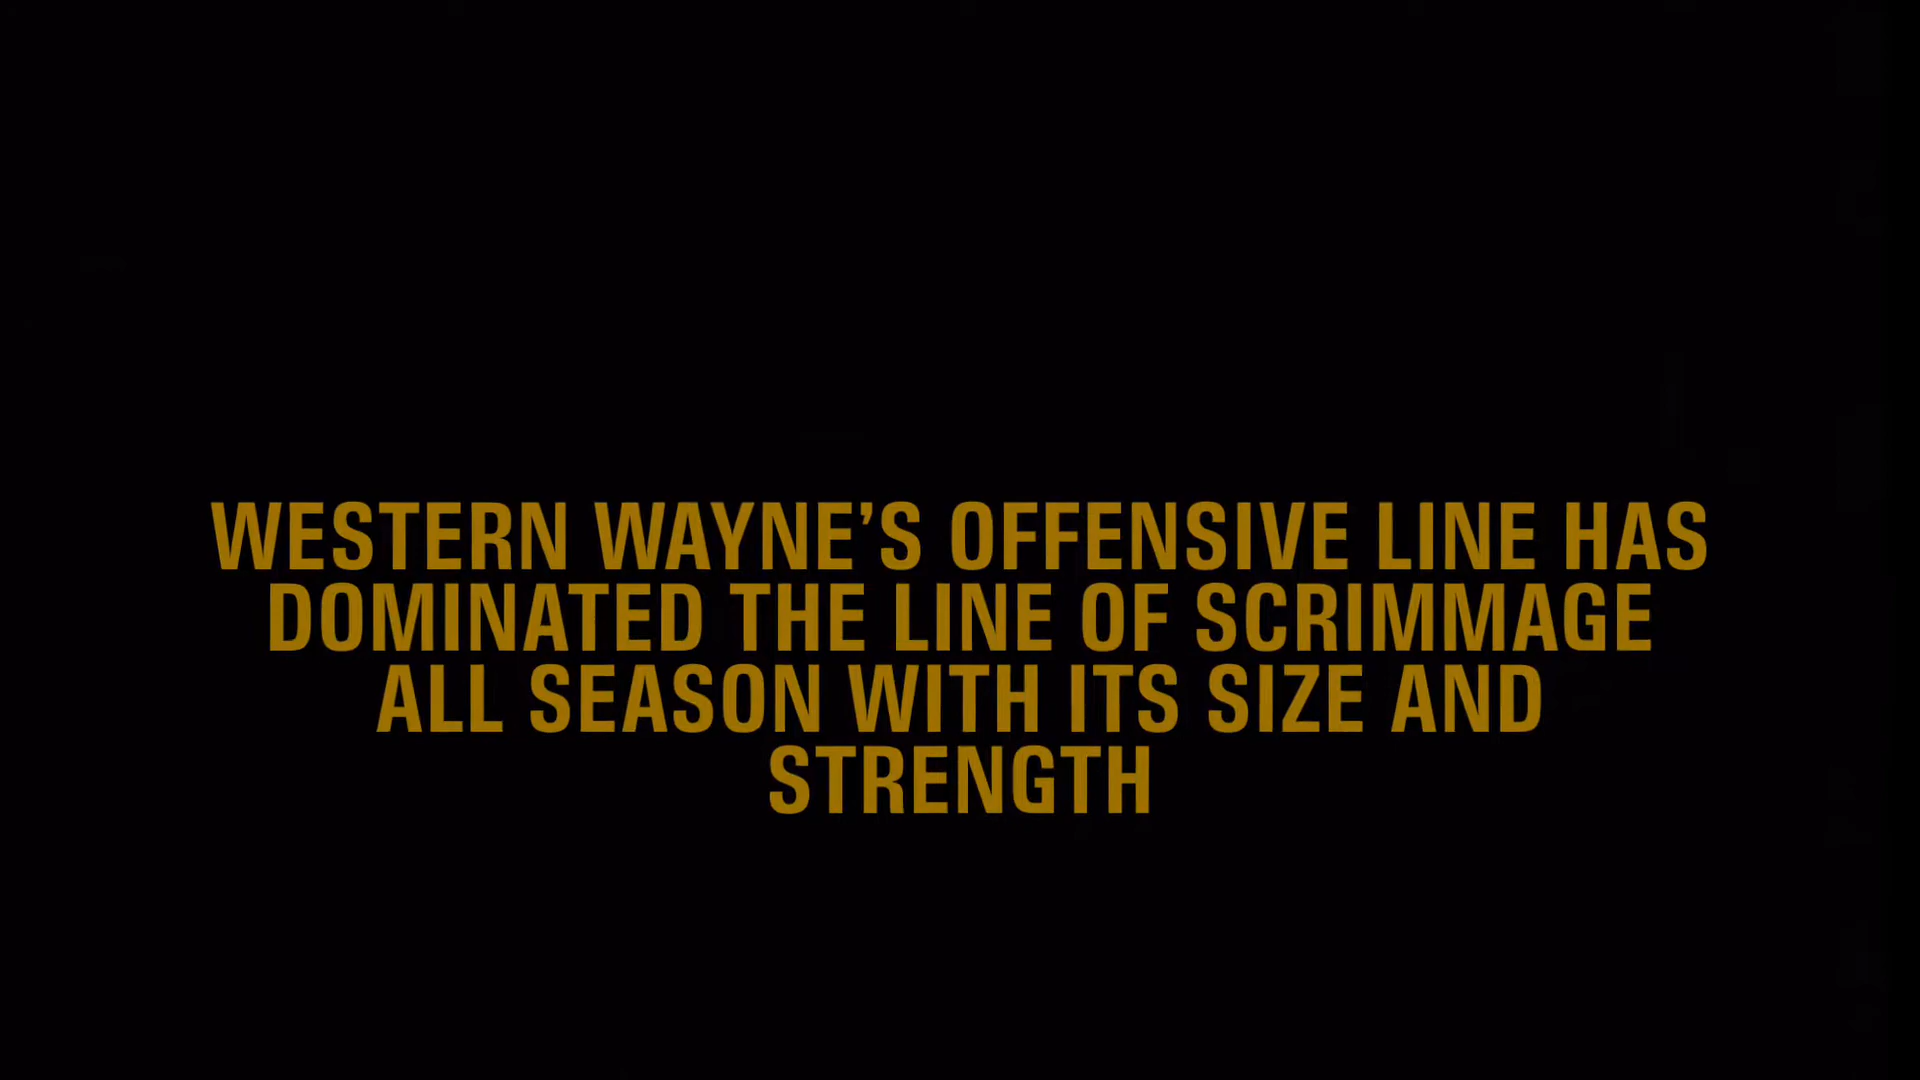 WESTERN WAYNE’S OFFENSIVE LINE HAS
DOMINATED THE LINE OF SCRIMMAGE
ALL SEASON WITH ITS SIZE AND
STRENGTH